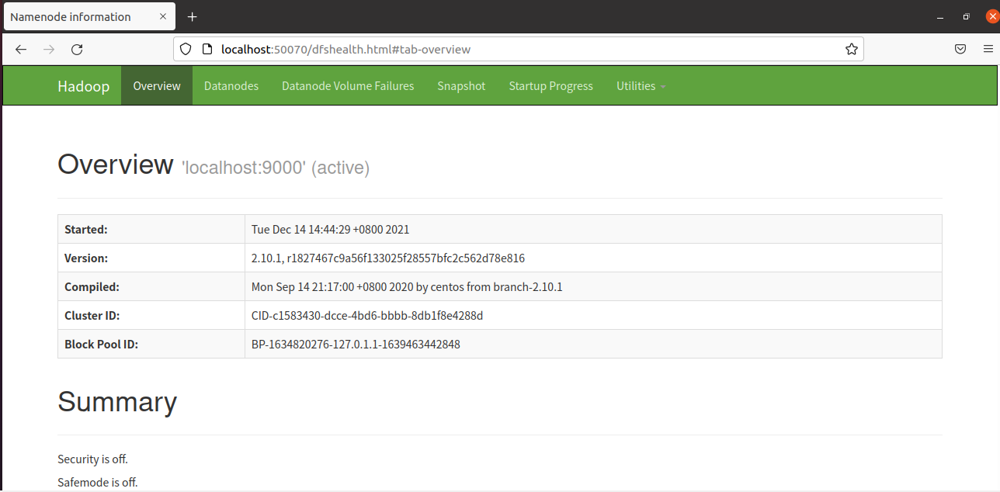 Namenode information
localhost:50070/dfshealth.html#tab-overview
Hadoop Overview Datanodes Datanode Volume Failures Snapshot Startup Progress Utilities
Overview 'localhost:9000' (active)
Started: Tue Dec 14 14:44:29 +0800 2021
Version: 2.10.1, r1827467c9a56f133025f28557bfc2c562d78e816
Compiled: Mon Sep 14 21:17:00 +0800 2020 by centos from branch-2.10.1
Cluster ID: CID-c1583430-dcce-4bd6-bbbb-8db1f8e4288d
Block Pool ID: BP-1634820276-127.0.1.1-1639463442848
Summary
Security is off.
Safemode is off.